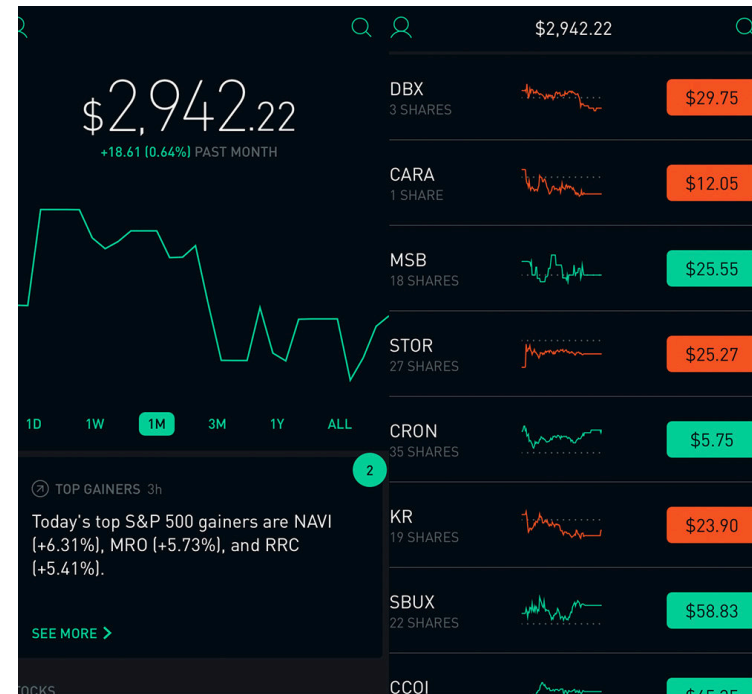 $2,942.22
+18.61 (0.64%) PAST MONTH
1D 1W 1M 3M 1Y ALL
2
TOP GAINERS 3h
Today's top S&P 500 gainers are NAVI
(+6.31%), MRO (+5.73%), and RRC
(+5.41%).
SEE MORE
$2,942.22
DBX
3 SHARES
$29.75
CARA
1 SHARE
$12.05
MSB
18 SHARES
$25.55
STOR
27 SHARES
$25.27
CRON
35 SHARES
$5.75
KR
19 SHARES
$23.90
SBUX
22 SHARES
$58.83
CCOI